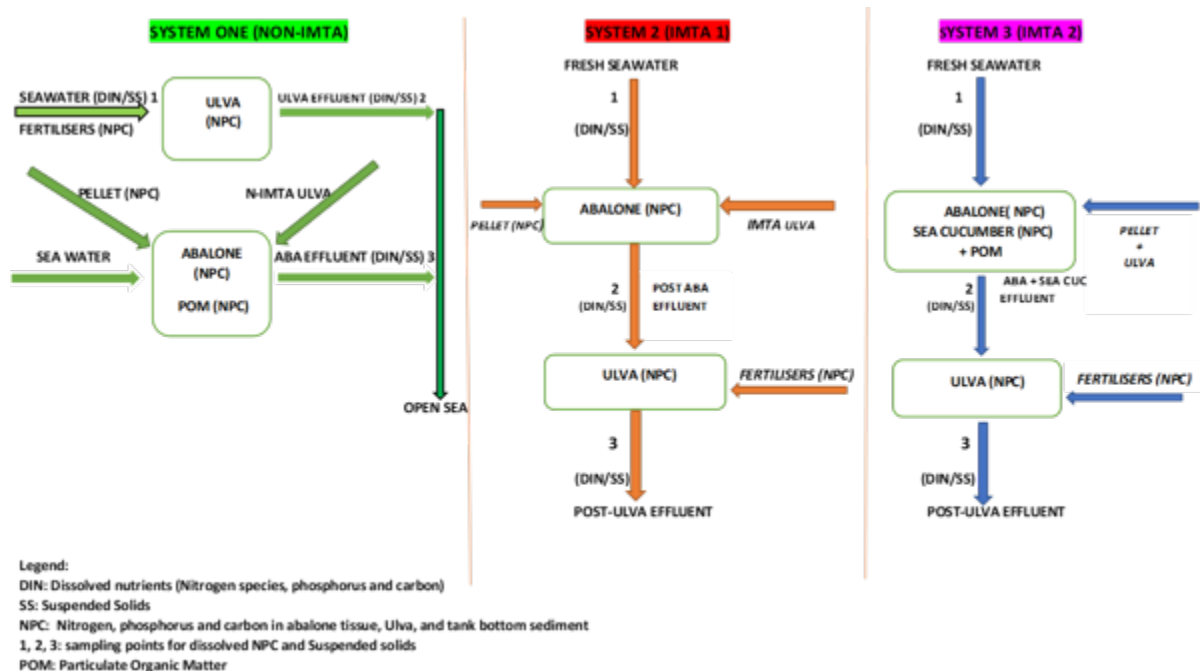 SYSTEM ONE (NON-IMTA)
SEAWATER (DIN/SS) 1
FERTILISERS (NPC)
ULVA
(NPC)
ULVA EFFLUENT (DIN/SS) 2
PELLET (NPC)
N-IMTA ULVA
SEA WATER
ABALONE
(NPC)
POM (NPC)
ABA EFFLUENT (DIN/SS) 3
OPEN SEA
SYSTEM 2 (IMTA 1)
FRESH SEAWATER
1
(DIN/SS)
ABALONE (NPC)
PELLET (NPC)
IMTA ULVA
2
(DIN/SS)
POST ABA
EFFLUENT
ULVA (NPC)
FERTILISERS (NPC)
3
(DIN/SS)
POST-ULVA EFFLUENT
sYSTEM 3 (IMTA 2)
FRESH SEAWATER
1
(DIN/SS)
ABALONE( NPC)
SEA CUCUMBER (NPC)
+ POM
PELLET
+
ULVA
2
(DIN/SS)
ABA + SEA CUC
EFFLUENT
ULVA (NPC)
FERTILISERS (NPC)
3
(DIN/SS)
POST-ULVA EFFLUENT
Legend:
DIN: Dissolved nutrients (Nitrogen species, phosphorus and carbon)
SS: Suspended Solids
NPC: Nitrogen, phosphorus and carbon in abalone tissue, Ulva, and tank bottom sediment
1, 2, 3: sampling points for dissolved NPC and Suspended solids
POM: Particulate Organic Matter